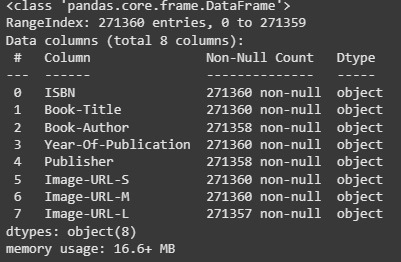 <class 'pandas.core.frame.DataFrame'>
RangeIndex: 271360 entries, 0 to 271359
Data columns (total 8 columns):
 #   Column               Non-Null Count   Dtype
---  ------               --------------   -----
 0   ISBN                 271360 non-null  object
 1   Book-Title           271360 non-null  object
 2   Book-Author          271358 non-null  object
 3   Year-Of-Publication  271360 non-null  object
 4   Publisher            271358 non-null  object
 5   Image-URL-S          271360 non-null  object
 6   Image-URL-M          271360 non-null  object
 7   Image-URL-L          271357 non-null  object
dtypes: object(8)
memory usage: 16.6+ MB